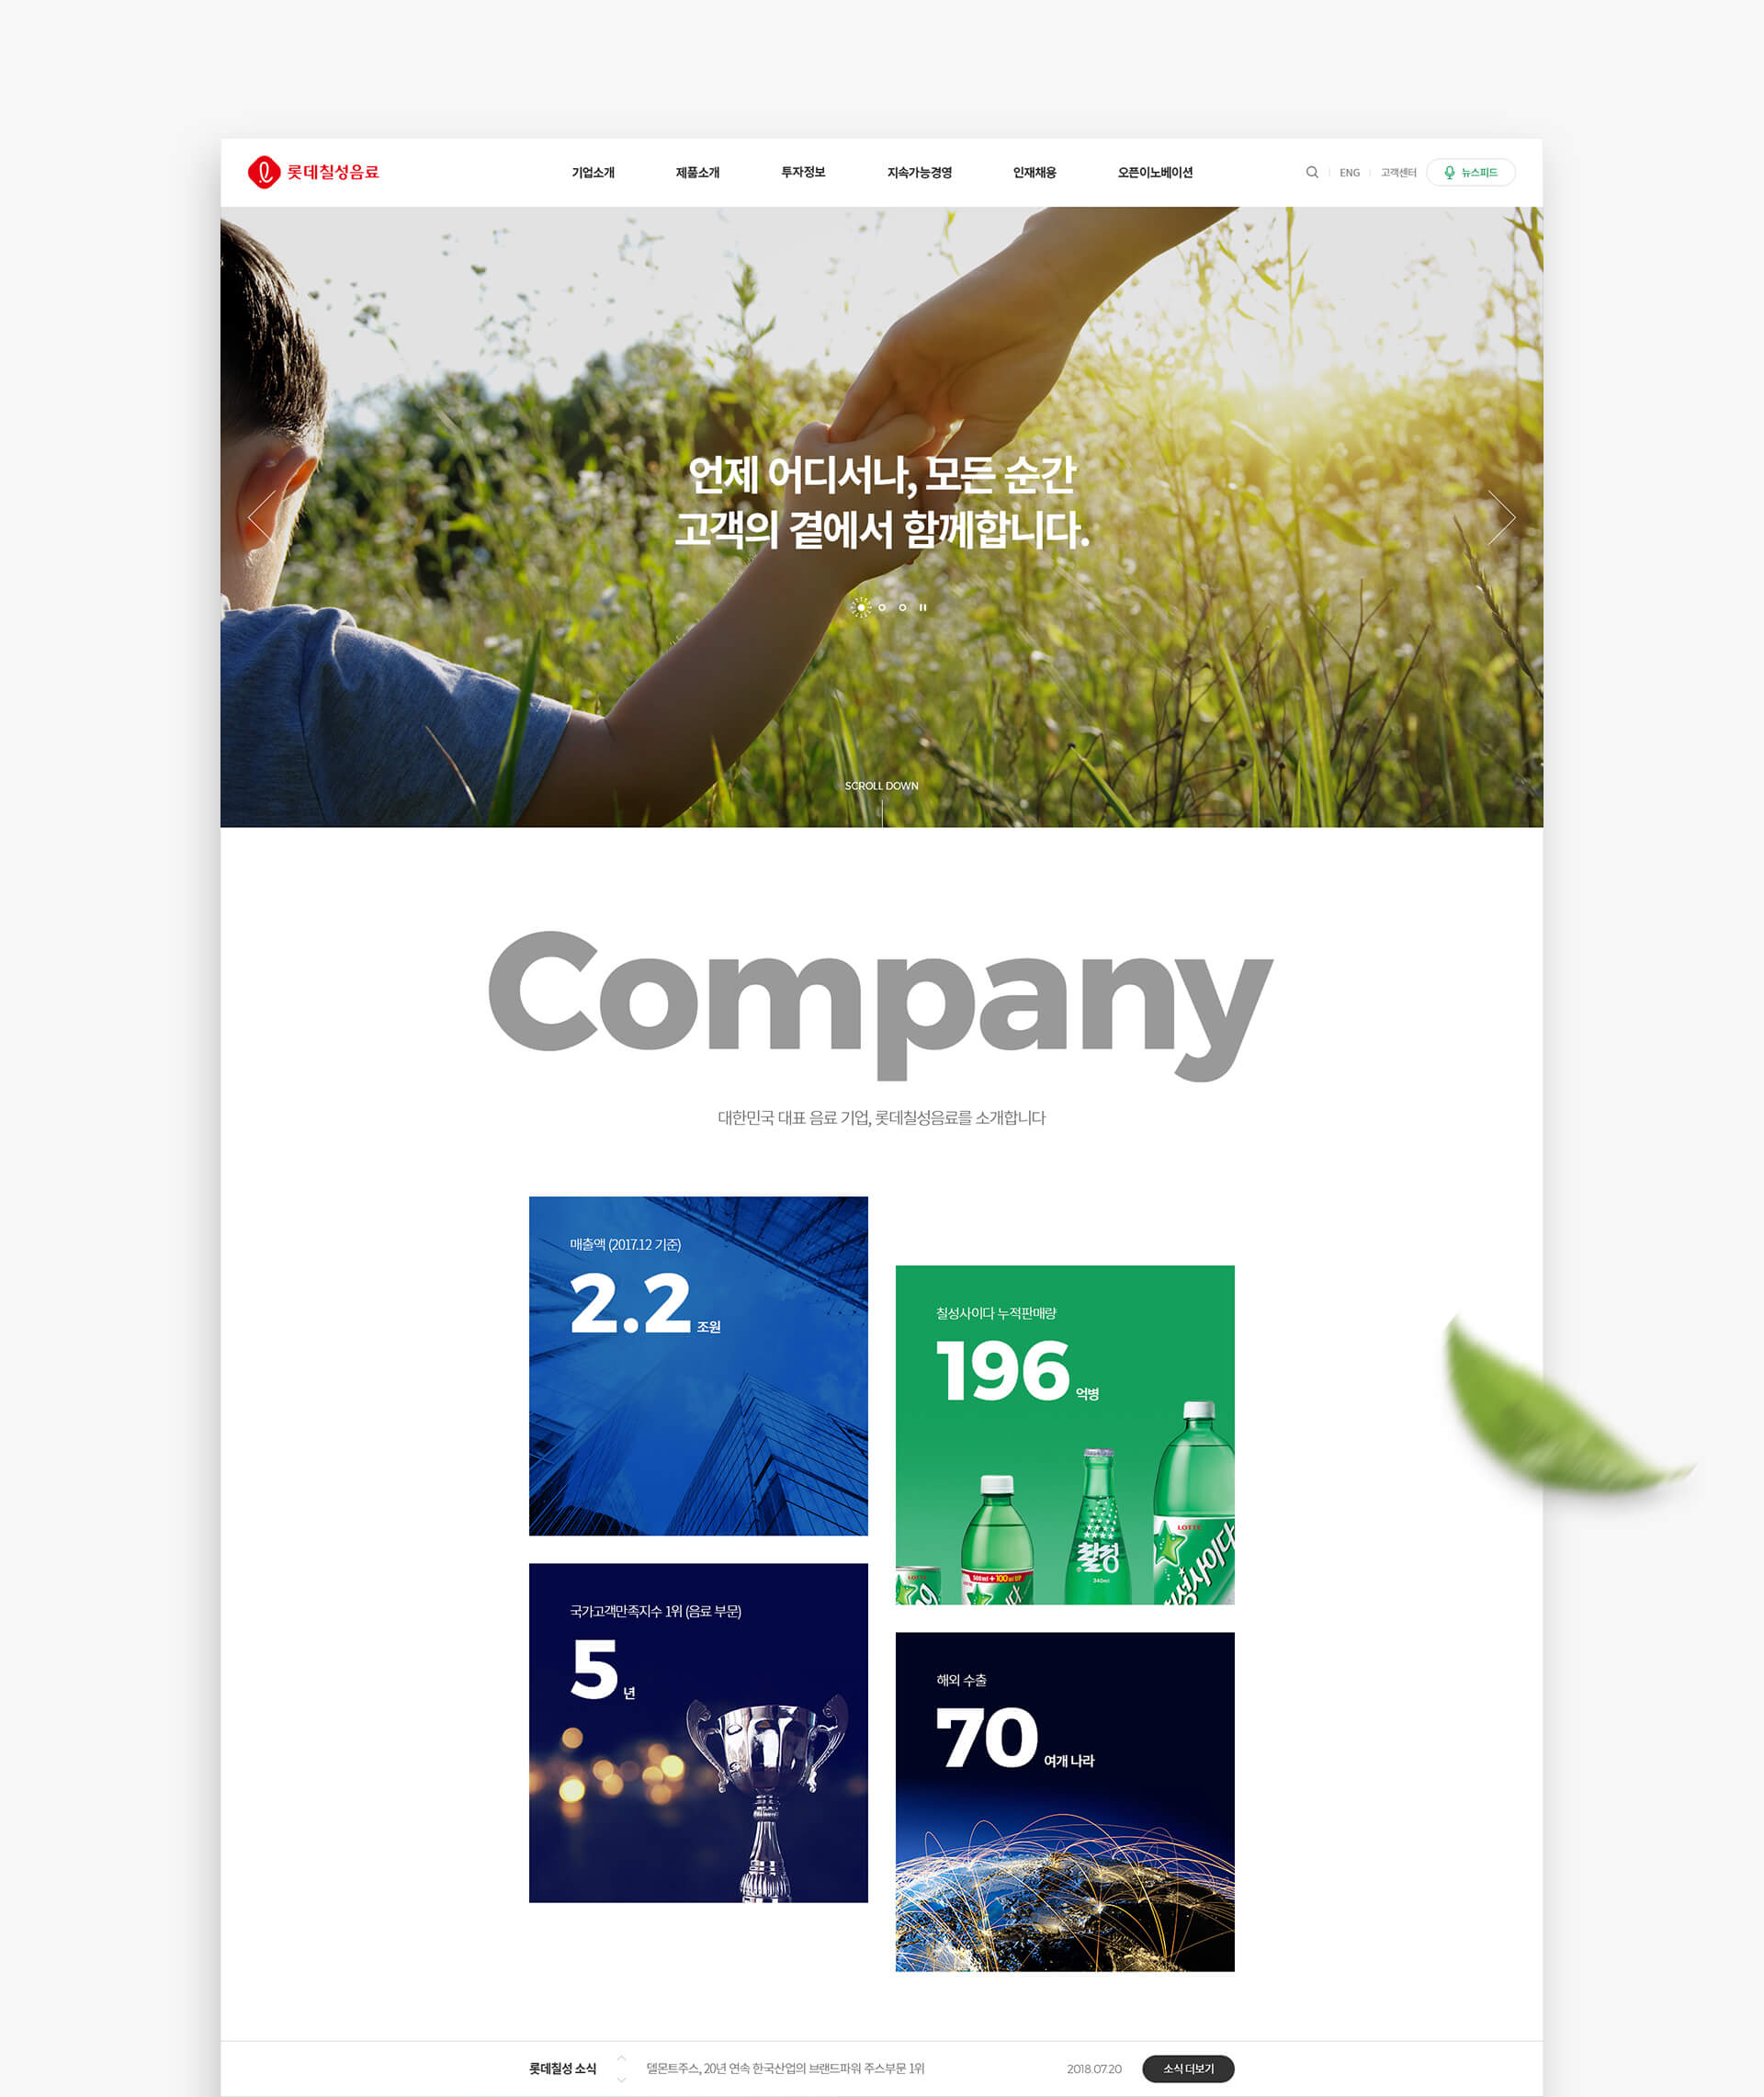 롯데칠성음료
기업소개 제품소개 투자정보 지속가능경영 인재채용 오픈이노베이션 ENG 고객센터 뉴스피드
언제 어디서나, 모든 순간
고객의 곁에서 함께합니다.
SCROLL DOWN
Company
대한민국 대표 음료 기업, 롯데칠성음료를 소개합니다
매출액 (2017.12 기준)
2.2 조원
칠성사이다 누적판매량
196 억병
LOTTE
칠성
340ml
500ml + 100ml UP
국가고객만족지수 1위 (음료 부문)
5 년
해외 수출
70 여개 나라
롯데칠성 소식
델몬트주스, 20년 연속 한국산업의 브랜드파워 주스부문 1위
2018.07.20
소식 더보기